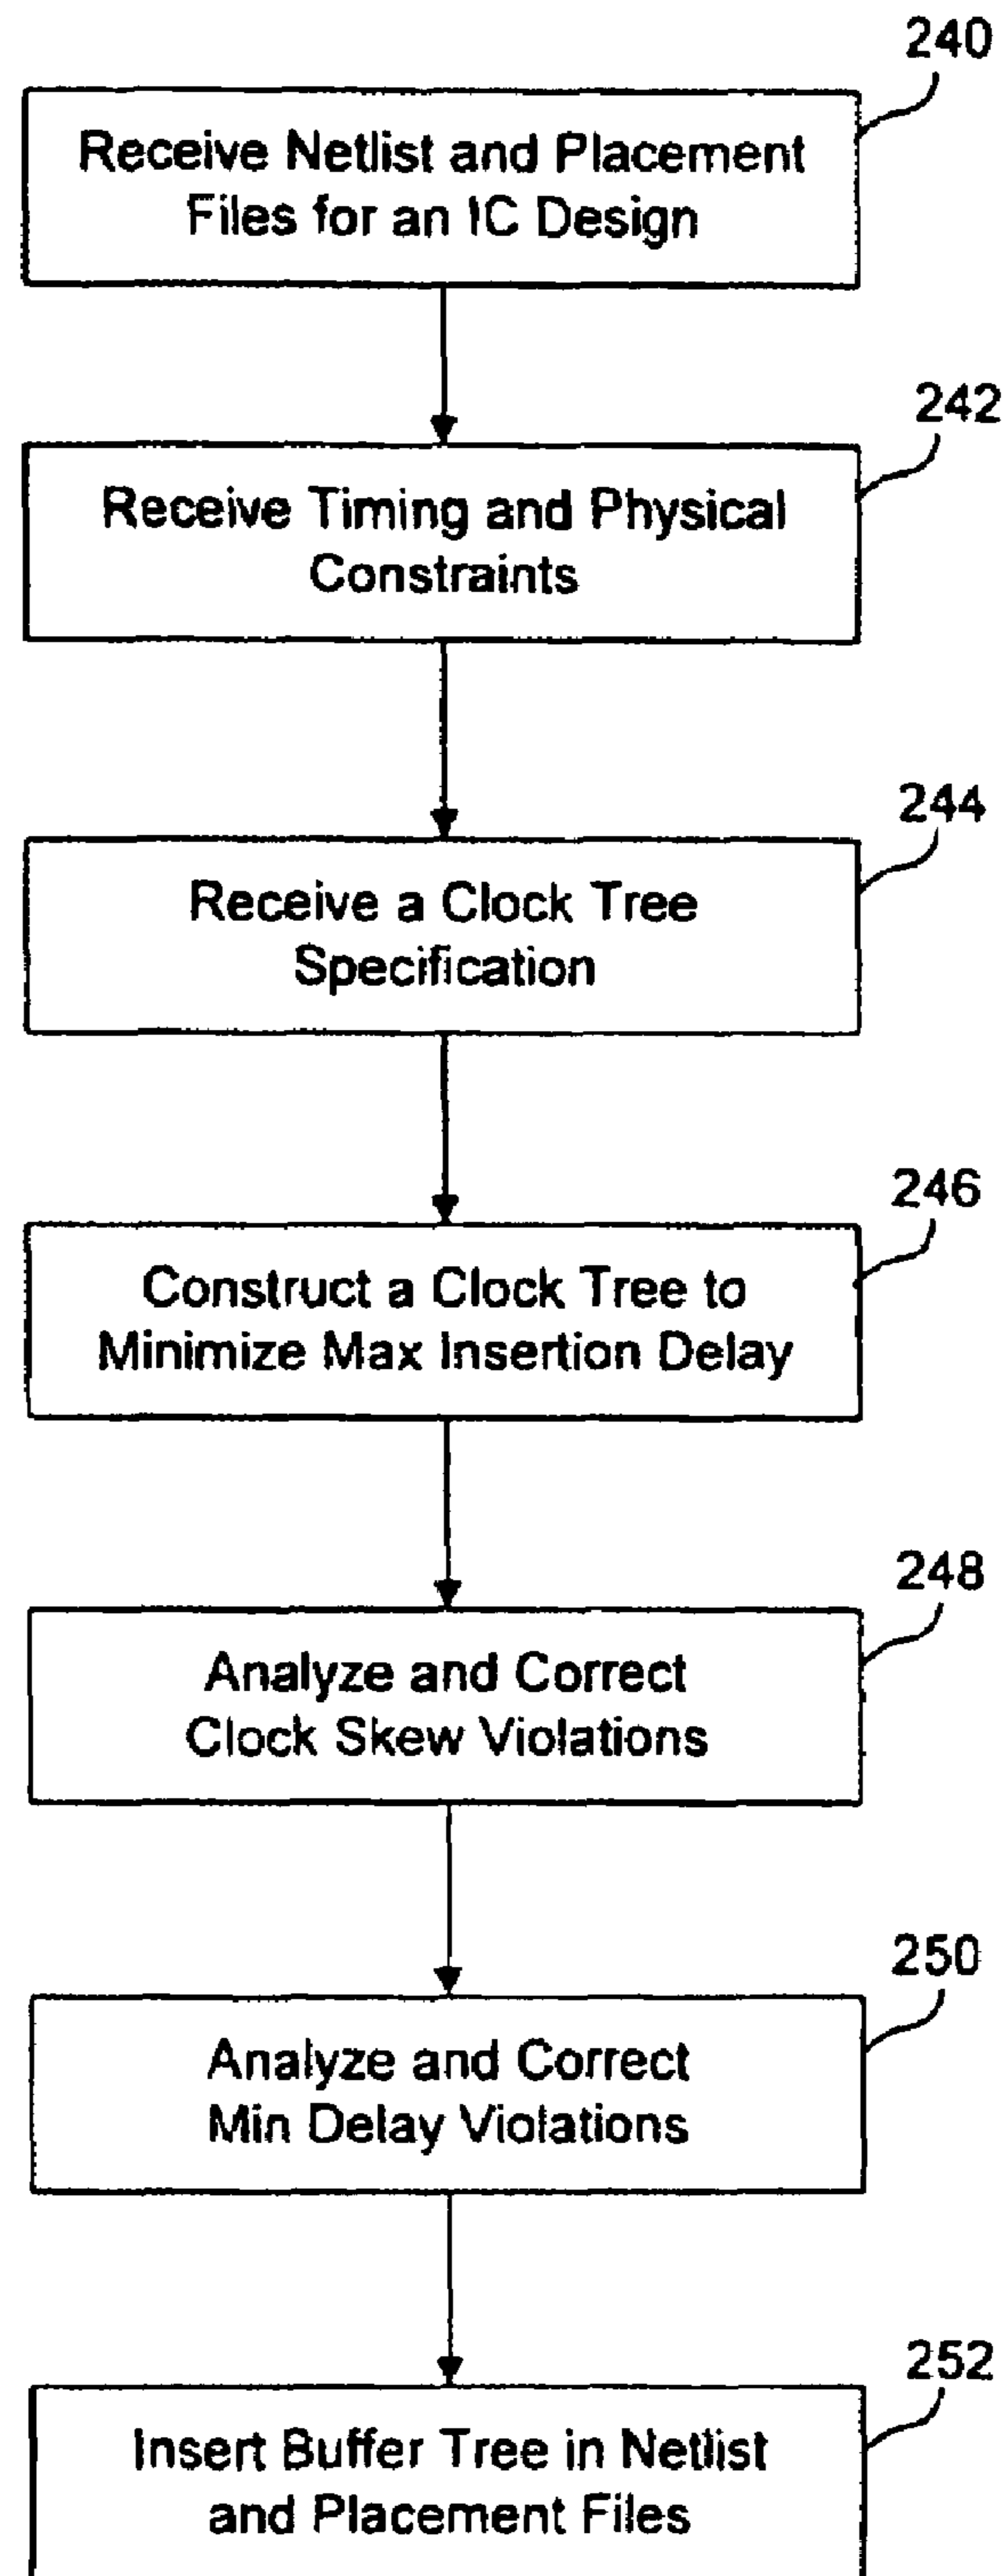 240
Receive Netlist and Placement
Files for an IC Design
242
Receive Timing and Physical
Constraints
244
Receive a Clock Tree
Specification
246
Construct a Clock Tree to
Minimize Max Insertion Delay
248
Analyze and Correct
Clock Skew Violations
250
Analyze and Correct
Min Delay Violations
252
Insert Buffer Tree in Netlist
and Placement Files